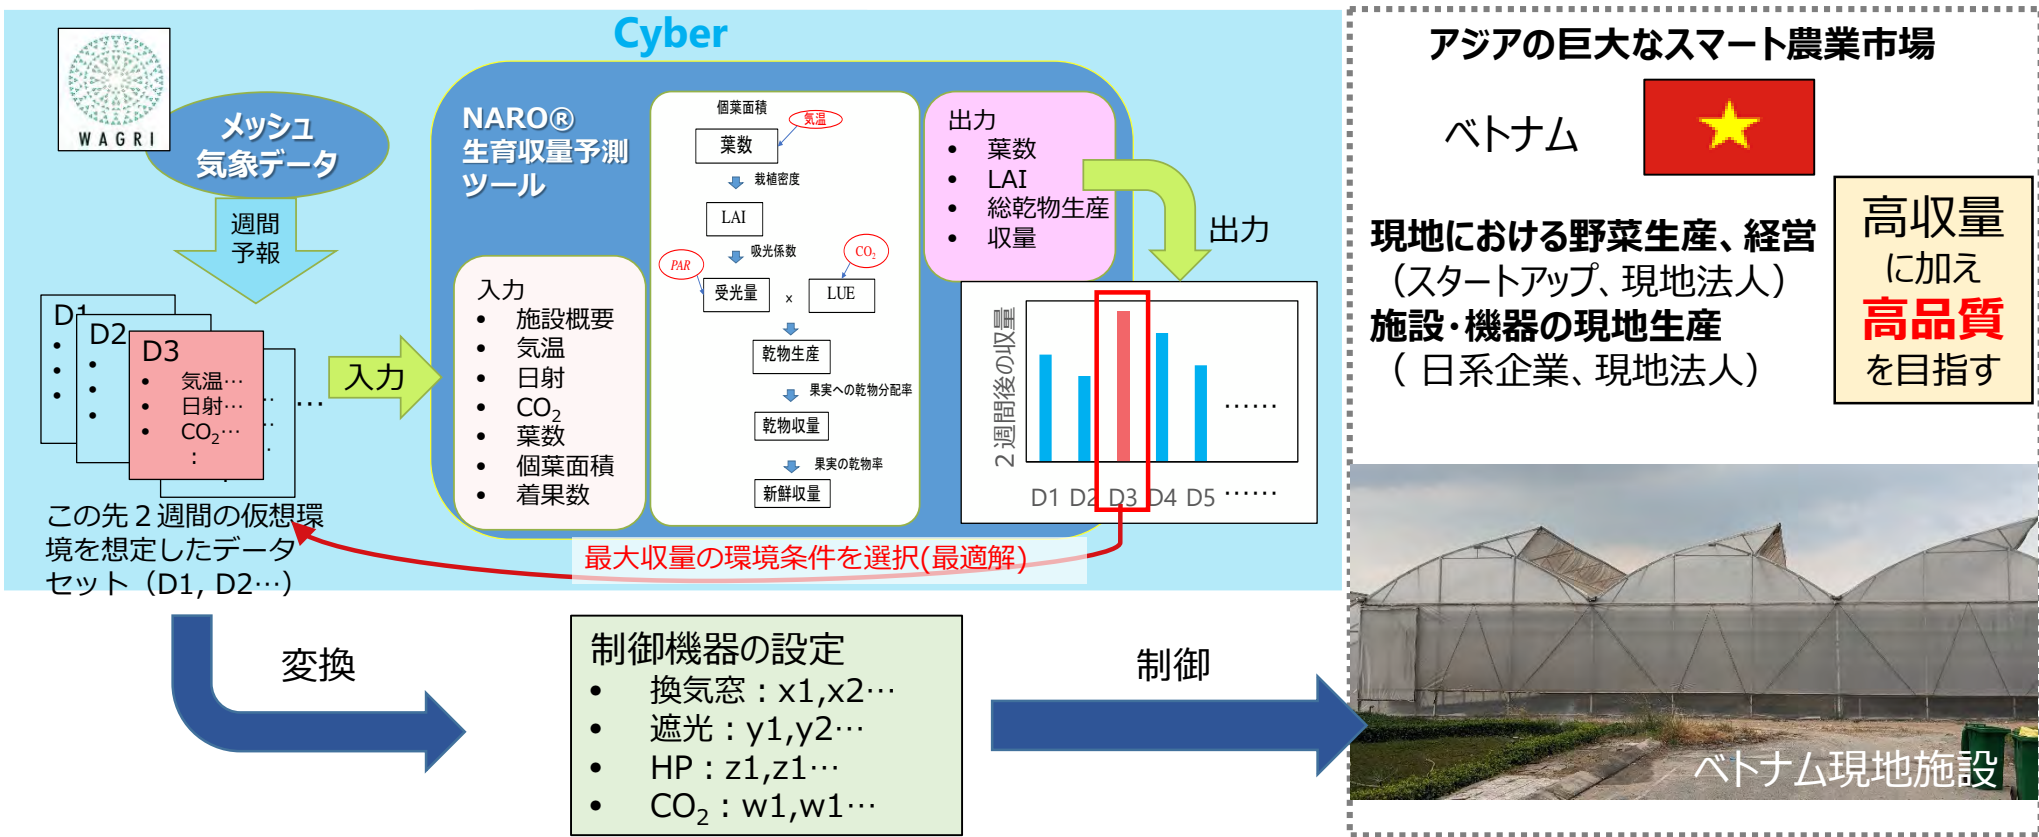 Cyber
WAGRI
メッシュ
気象データ
週間
予報
D1
D2
D3
• 気温…
• 日射…
• CO₂…
:
…
入力
この先２週間の仮想環
境を想定したデータ
セット（D1, D2…）
NARO®
生育収量予測
ツール
入力
• 施設概要
• 気温
• 日射
• CO₂
• 葉数
• 個葉面積
• 着果数
個葉面積
気温
葉数
栽植密度
LAI
吸光係数
PAR
CO₂
受光量
x
LUE
乾物生産
果実への乾物分配率
乾物収量
果実の乾物率
新鮮収量
出力
• 葉数
• LAI
• 総乾物生産
• 収量
出力
２週間後の収量
……
D1 D2 D3 D4 D5 ……
最大収量の環境条件を選択(最適解)
変換
制御機器の設定
• 換気窓：x1,x2…
• 遮光：y1,y2…
• HP：z1,z1…
• CO₂：w1,w1…
制御
アジアの巨大なスマート農業市場
ベトナム
現地における野菜生産、経営
（スタートアップ、現地法人）
施設・機器の現地生産
（ 日系企業、現地法人）
高収量
に加え
高品質
を目指す
ベトナム現地施設